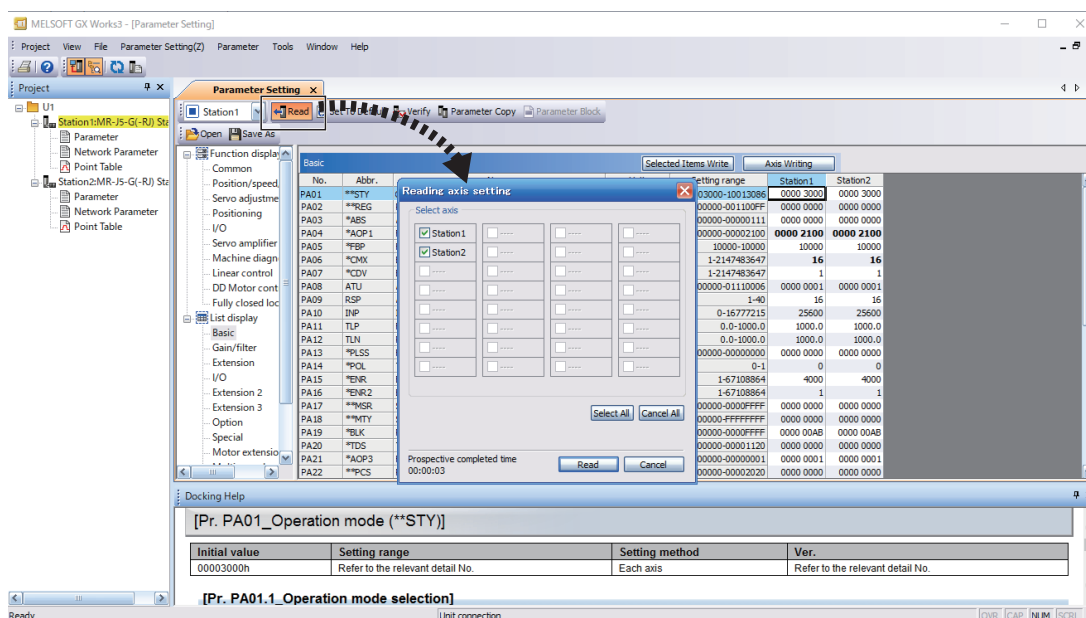 MELSOFT GX Works3 - [Parameter Setting]
Project View File Parameter Setting(Z) Parameter Tools Window Help
Project
U1
Station1:MR-J5-G(-RJ) Sta
Parameter
Network Parameter
Point Table
Station2:MR-J5-G(-RJ) Sta
Parameter
Network Parameter
Point Table
Parameter Setting
Station1 Read Set To Default Verify Parameter Copy Parameter Block
Open Save As
Function display
Common
Position/speed,
Servo adjustme
Positioning
I/O
Servo amplifier
Machine diagn
Linear control
DD Motor cont
Fully closed loc
List display
Basic
Gain/filter
Extension
I/O
Extension 2
Extension 3
Option
Special
Motor extensio
Basic Selected Items Write Axis Writing
No. Abbr. Setting range Station1 Station2
PA01 **STY 03000-10013086 0000 3000 0000 3000
PA02 **REG 00000-001100FF 0000 0000 0000 0000
PA03 *ABS 00000-00000111 0000 0000 0000 0000
PA04 *AOP1 00000-00002100 0000 2100 0000 2100
PA05 *FBP 10000-10000 10000 10000
PA06 *CMX 1-2147483647 16 16
PA07 *CDV 1-2147483647 1 1
PA08 ATU 00000-01110006 0000 0001 0000 0001
PA09 RSP 1-40 16 16
PA10 INP 0-16777215 25600 25600
PA11 TLP 0.0-1000.0 1000.0 1000.0
PA12 TLN 0.0-1000.0 1000.0 1000.0
PA13 *PLSS 00000-00000000 0000 0000 0000 0000
PA14 *POL 0-1 0 0
PA15 *ENR 1-67108864 4000 4000
PA16 *ENR2 1-67108864 1 1
PA17 **MSR 00000-0000FFFF 0000 0000 0000 0000
PA18 **MTY 00000-FFFFFFFF 0000 0000 0000 0000
PA19 *BLK 00000-0000FFFF 0000 00AB 0000 00AB
PA20 *TDS 00000-00001120 0000 0000 0000 0000
PA21 *AOP3 00000-00000001 0000 0001 0000 0001
PA22 **PCS 00000-00002020 0000 0000 0000 0000
Reading axis setting
Select axis
Station1 ---- ---- ----
Station2 ---- ---- ----
---- ---- ---- ----
---- ---- ---- ----
---- ---- ---- ----
---- ---- ---- ----
---- ---- ---- ----
---- ---- ---- ----
Select All Cancel All
Prospective completed time
00:00:03
Read Cancel
Docking Help
[Pr. PA01_Operation mode (**STY)]
Initial value Setting range Setting method Ver.
00003000h Refer to the relevant detail No. Each axis Refer to the relevant detail No.
[Pr. PA01.1_Operation mode selection]
Ready Unit connection OVR CAP NUM SCRL